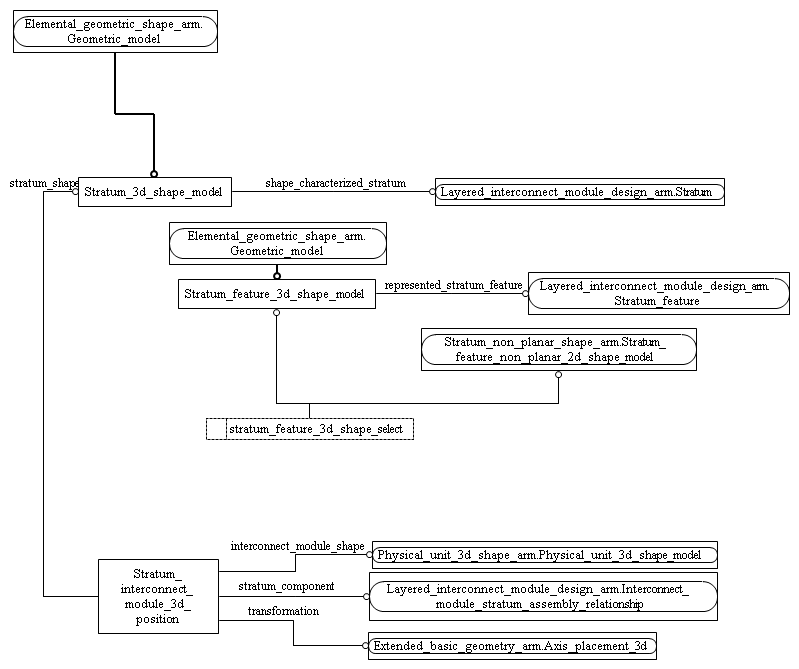 Elemental_geometric_shape_arm.
Geometric_model
stratum_shape
Stratum_3d_shape_model
shape_characterized_stratum
Layered_interconnect_module_design_arm.Stratum
Elemental_geometric_shape_arm.
Geometric_model
Stratum_feature_3d_shape_model
represented_stratum_feature
Layered_interconnect_module_design_arm.
Stratum_feature
Stratum_non_planar_shape_arm.Stratum_
feature_non_planar_2d_shape_model
stratum_feature_3d_shape_select
interconnect_module_shape
Physical_unit_3d_shape_arm.Physical_unit_3d_shape_model
Stratum_
interconnect_
module_3d_
position
stratum_component
Layered_interconnect_module_design_arm.Interconnect_
module_stratum_assembly_relationship
transformation
Extended_basic_geometry_arm.Axis_placement_3d